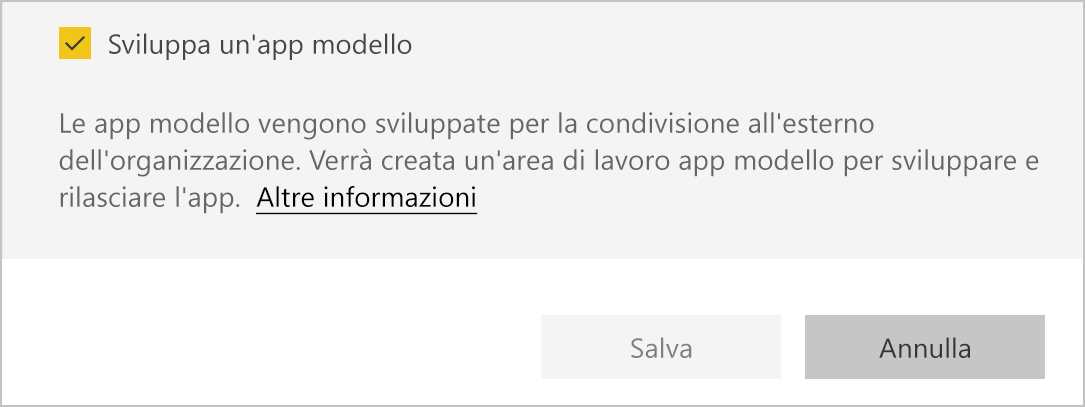 Sviluppa un'app modello
Le app modello vengono sviluppate per la condivisione all'esterno
dell'organizzazione. Verrà creata un'area di lavoro app modello per sviluppare e
rilasciare l'app. Altre informazioni
Salva
Annulla